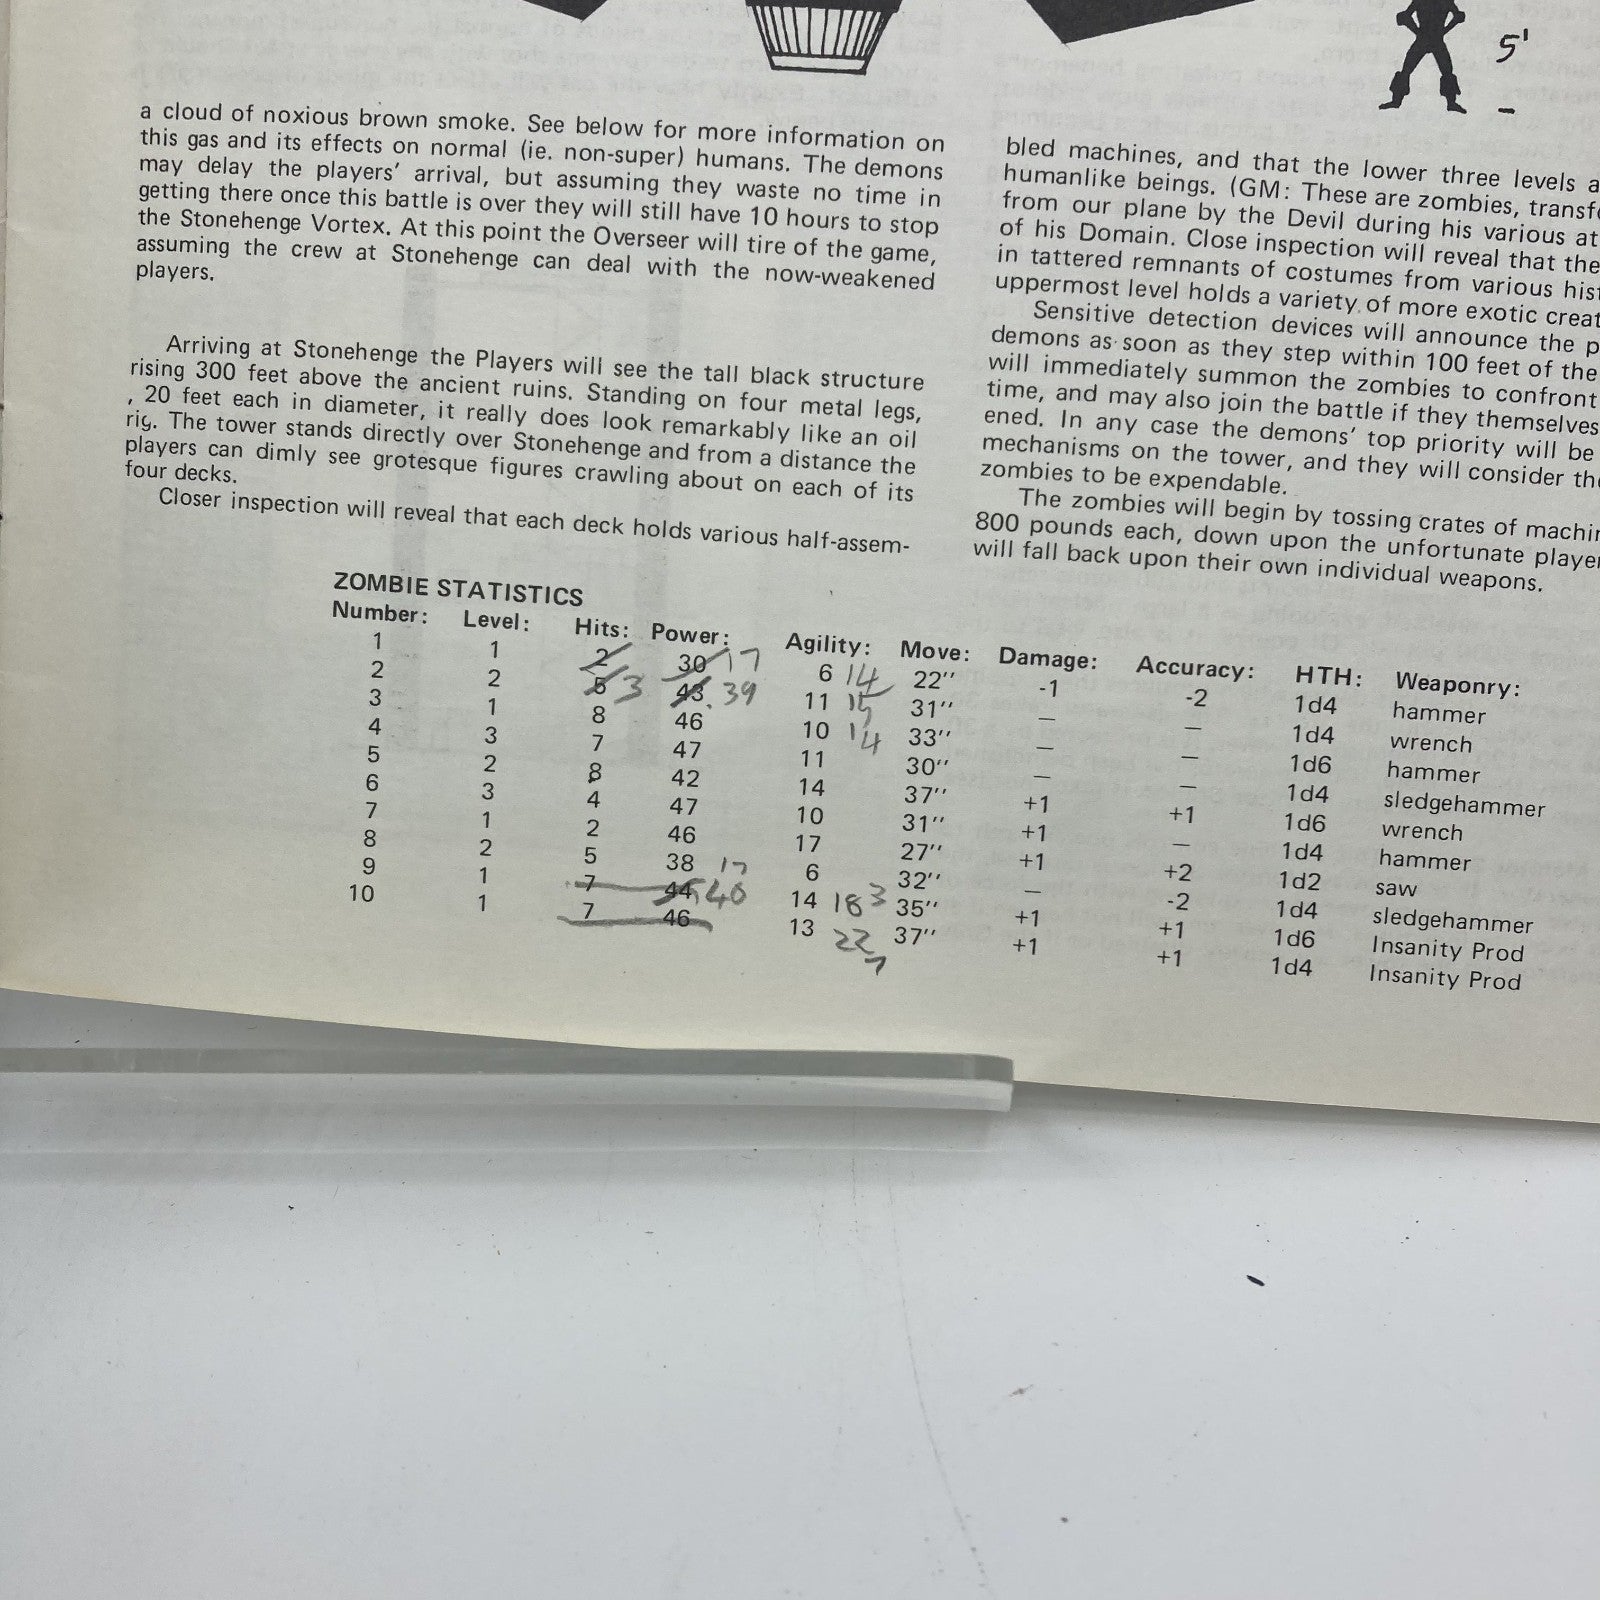 5'
a cloud of noxious brown smoke. See below for more information on
this gas and its effects on normal (ie. non-super) humans. The demons
may delay the players' arrival, but assuming they waste no time in
getting there once this battle is over they will still have 10 hours to stop
the Stonehenge Vortex. At this point the Overseer will tire of the game,
assuming the crew at Stonehenge can deal with the now-weakened
players.
Arriving at Stonehenge the Players will see the tall black structure
rising 300 feet above the ancient ruins. Standing on four metal legs,
, 20 feet each in diameter, it really does look remarkably like an oil
rig. The tower stands directly over Stonehenge and from a distance the
players can dimly see grotesque figures crawling about on each of its
four decks.
Closer inspection will reveal that each deck holds various half-assem-
bled machines, and that the lower three levels a
humanlike beings. (GM: These are zombies, transf
from our plane by the Devil during his various at
of his Domain. Close inspection will reveal that the
in tattered remnants of costumes from various hist
uppermost level holds a variety of more exotic creat
Sensitive detection devices will announce the p
demons as soon as they step within 100 feet of the
will immediately summon the zombies to confront
time, and may also join the battle if they themselves
ened. In any case the demons' top priority will be
mechanisms on the tower, and they will consider the
zombies to be expendable.
The zombies will begin by tossing crates of machin
800 pounds each, down upon the unfortunate player
will fall back upon their own individual weapons.
ZOMBIE STATISTICS
Number: Level: Hits: Power: Agility: Move: Damage: Accuracy: HTH: Weaponry:
1 1 2 30 17 6 14 22'' -1 -2 1d4 hammer
2 2 5 3 43 39 11 15 31'' — — 1d4 wrench
3 1 8 46 10 14 33'' — — 1d6 hammer
4 3 7 47 11 30'' — — 1d4 sledgehammer
5 2 8 42 14 37'' +1 +1 1d6 wrench
6 3 4 47 10 31'' +1 — 1d4 hammer
7 1 2 46 17 27'' +1 +2 1d2 saw
8 2 5 38 17 6 32'' — -2 1d4 sledgehammer
9 1 7 44 40 14 18 3 35'' +1 +1 1d6 Insanity Prod
10 1 7 46 13 22 7 37'' +1 +1 1d4 Insanity Prod